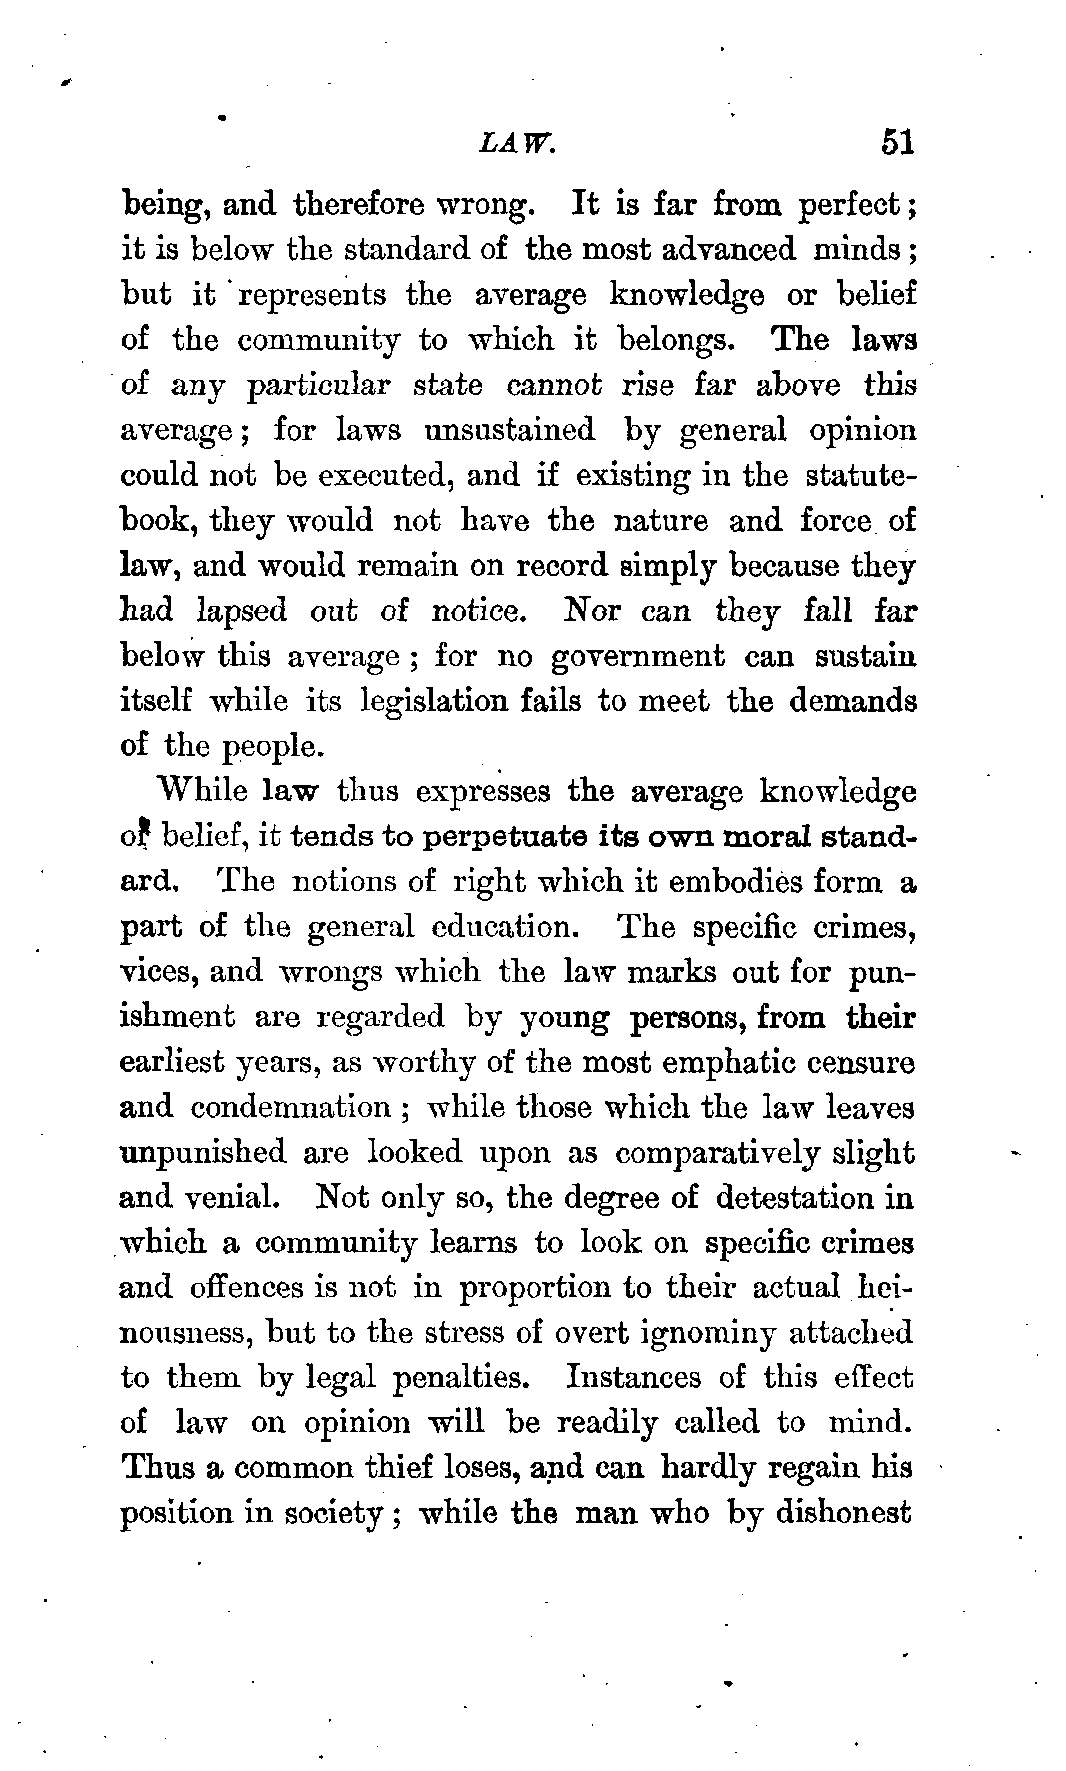 LAW. 51
being, and therefore wrong. It is far from perfect;
it is below the standard of the most advanced minds;
but it represents the average knowledge or belief
of the community to which it belongs. The laws
of any particular state cannot rise far above this
average; for laws unsustained by general opinion
could not be executed, and if existing in the statute-
book, they would not have the nature and force of
law, and would remain on record simply because they
had lapsed out of notice. Nor can they fall far
below this average; for no government can sustain
itself while its legislation fails to meet the demands
of the people.
While law thus expresses the average knowledge
of belief, it tends to perpetuate its own moral stand-
ard. The notions of right which it embodies form a
part of the general education. The specific crimes,
vices, and wrongs which the law marks out for pun-
ishment are regarded by young persons, from their
earliest years, as worthy of the most emphatic censure
and condemnation; while those which the law leaves
unpunished are looked upon as comparatively slight
and venial. Not only so, the degree of detestation in
which a community learns to look on specific crimes
and offences is not in proportion to their actual hei-
nousness, but to the stress of overt ignominy attached
to them by legal penalties. Instances of this effect
of law on opinion will be readily called to mind.
Thus a common thief loses, and can hardly regain his
position in society; while the man who by dishonest